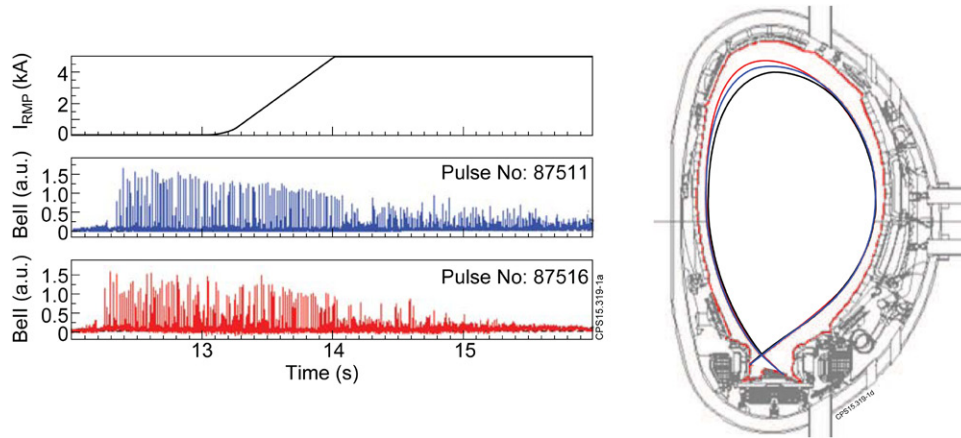 I_RMP (kA)
4
2
0
Bell (a.u.)
Pulse No: 87511
1.5
1.0
0.5
0
Bell (a.u.)
Pulse No: 87516
1.5
1.0
0.5
0
13 14 15
Time (s)
CPS15.319-1a
CPS15.319-1d